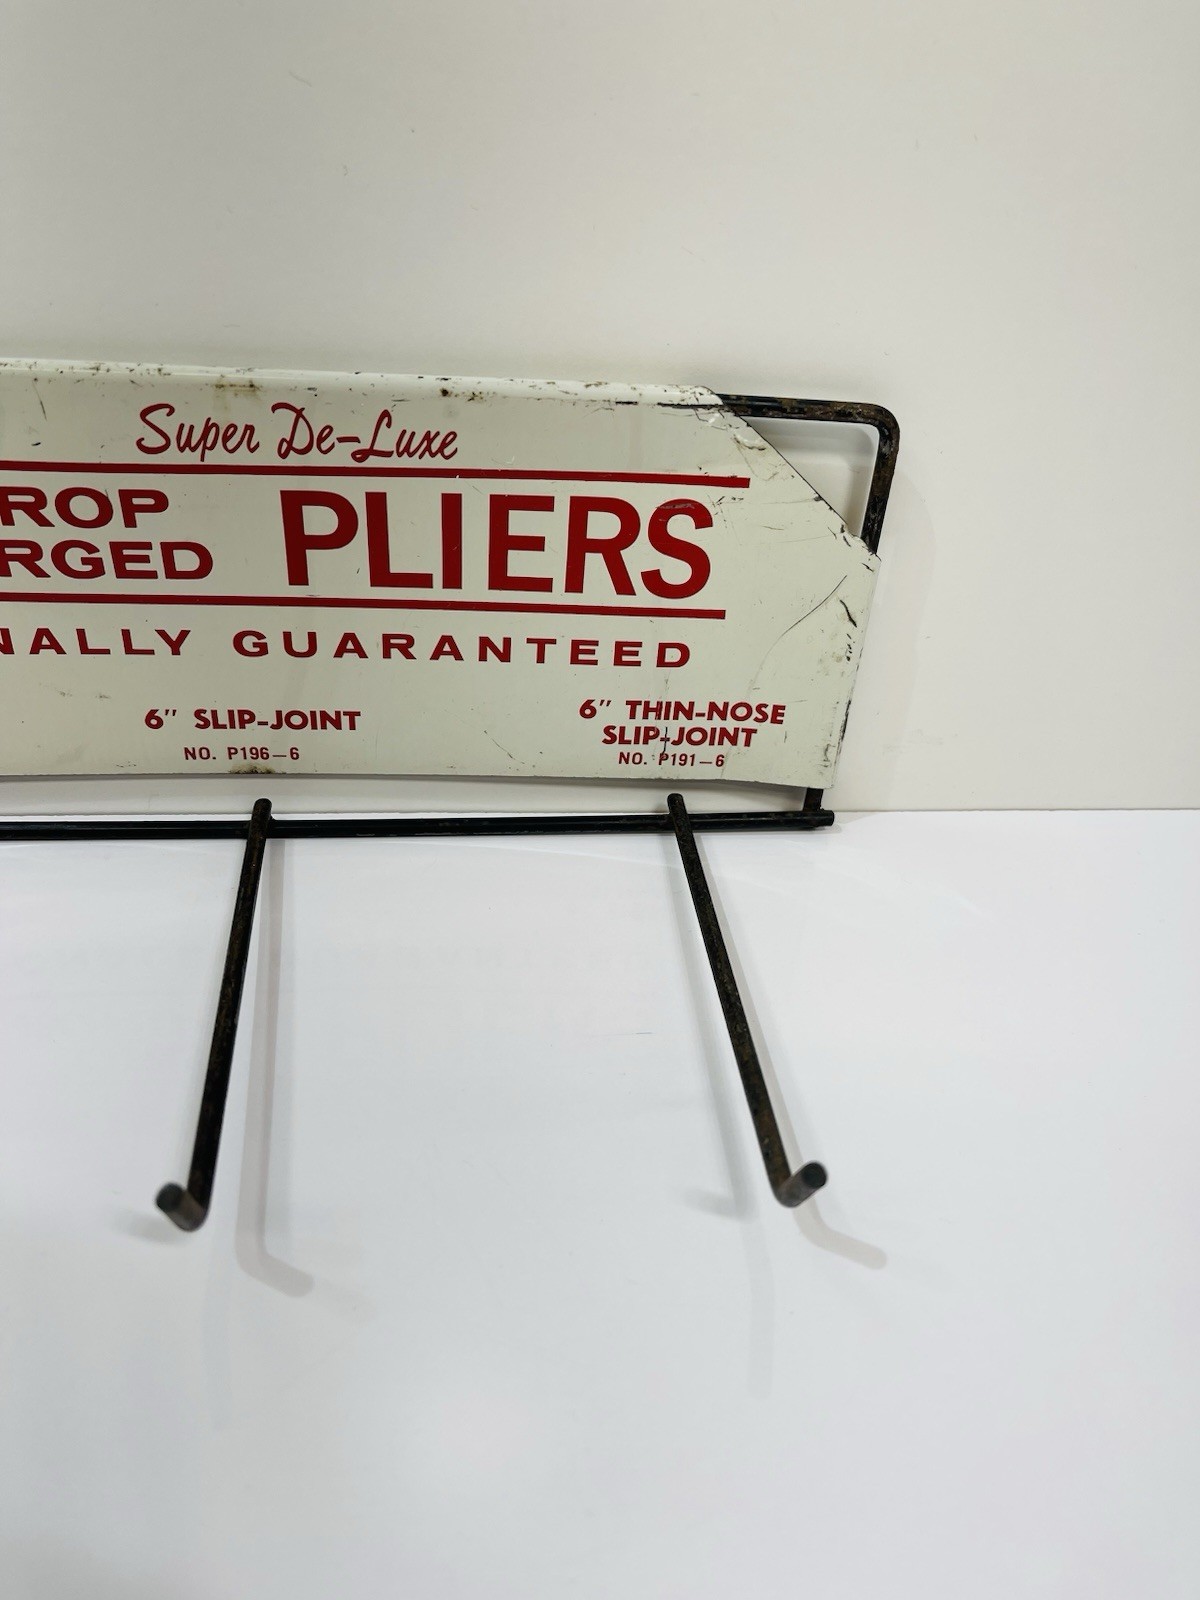 Super De-Luxe
ROP
RGED PLIERS
NALLY GUARANTEED
6" SLIP-JOINT
NO. P196-6
6" THIN-NOSE
SLIP-JOINT
NO. P191-6